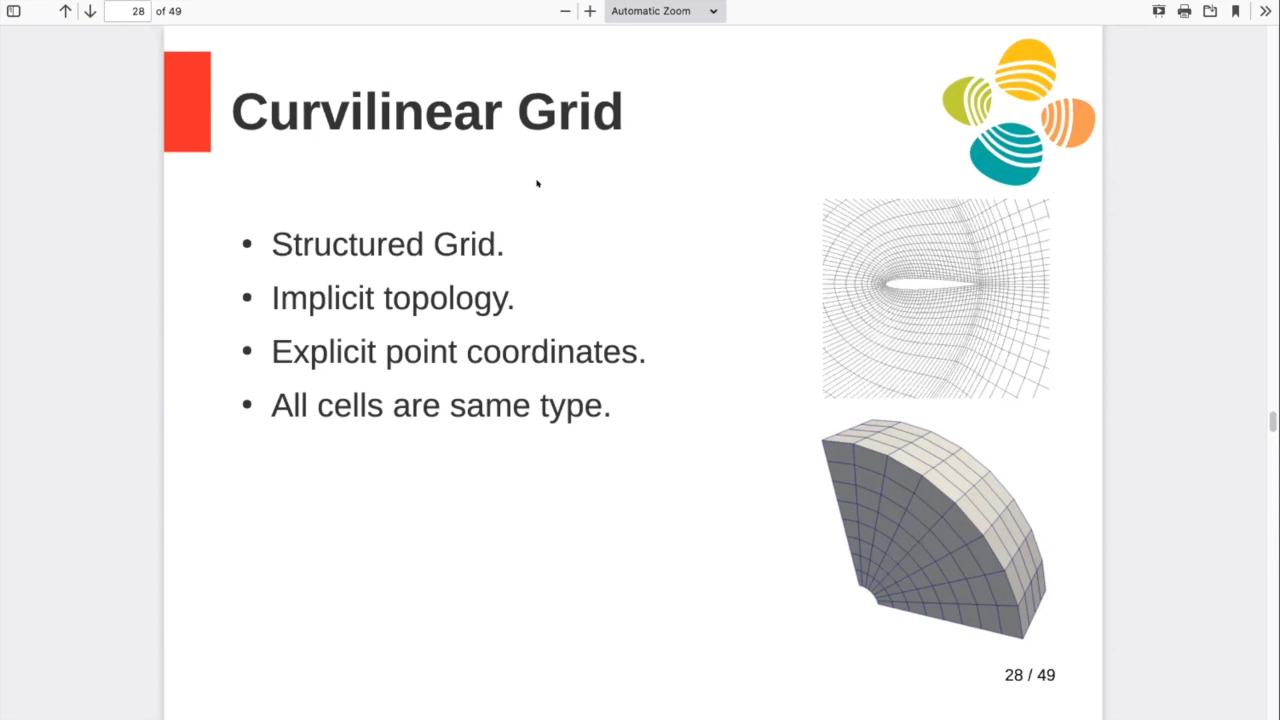 28 of 49 Automatic Zoom
Curvilinear Grid
• Structured Grid.
• Implicit topology.
• Explicit point coordinates.
• All cells are same type.
28 / 49